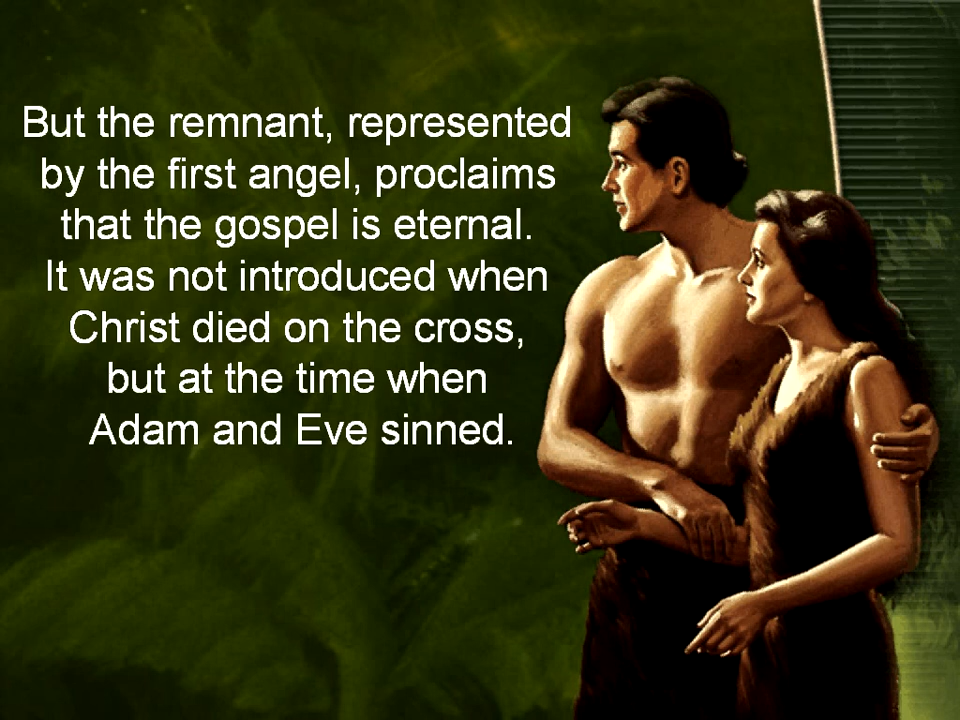 But the remnant, represented
by the first angel, proclaims
that the gospel is eternal.
It was not introduced when
Christ died on the cross,
but at the time when
Adam and Eve sinned.